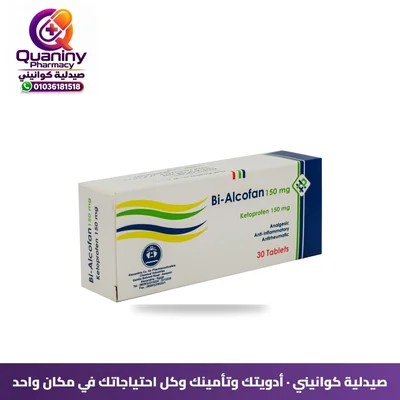 Quaniny
Pharmacy
صيدلية كوانيني
01036181518
Bi-Alcofan 150 mg
Ketoprofen 150 mg
Analgesic
Anti-inflammatory
Antirheumatic
30 Tablets
Bi-Alcofan 150 mg
Ketoprofen 150 mg
صيدلية كوانيني - أدويتك وتأمينك وكل احتياجاتك في مكان واحد